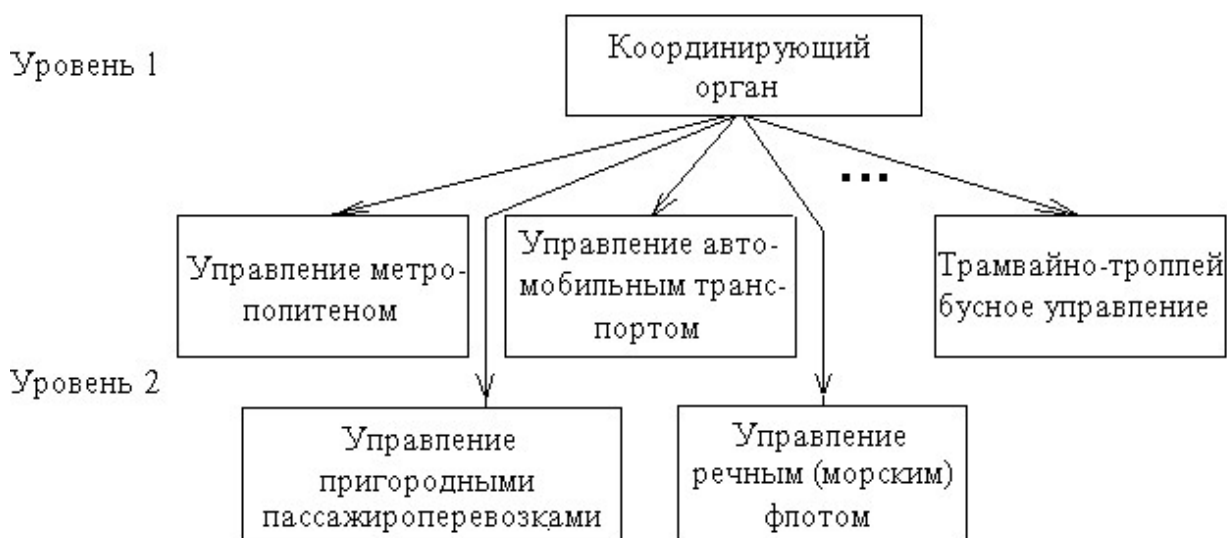 Уровень 1
Координирующий
орган
...
Управление метро-
политеном
Управление авто-
мобильным транс-
портом
Трамвайно-троллей
бусное управление
Уровень 2
Управление
пригородными
пассажироперевозками
Управление
речным (морским)
флотом